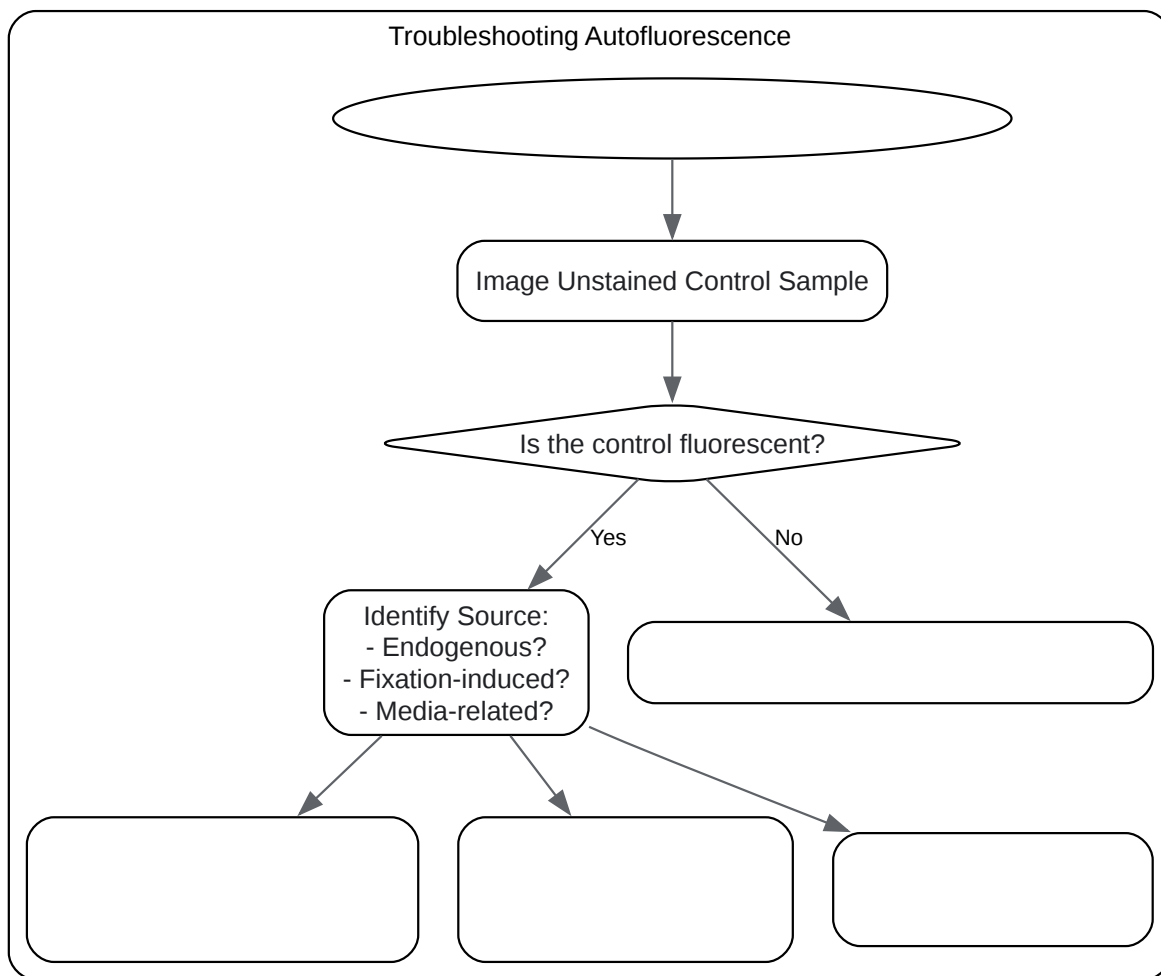 Troubleshooting Autofluorescence
Image Unstained Control Sample
Is the control fluorescent?
Yes
No
Identify Source:
- Endogenous?
- Fixation-induced?
- Media-related?